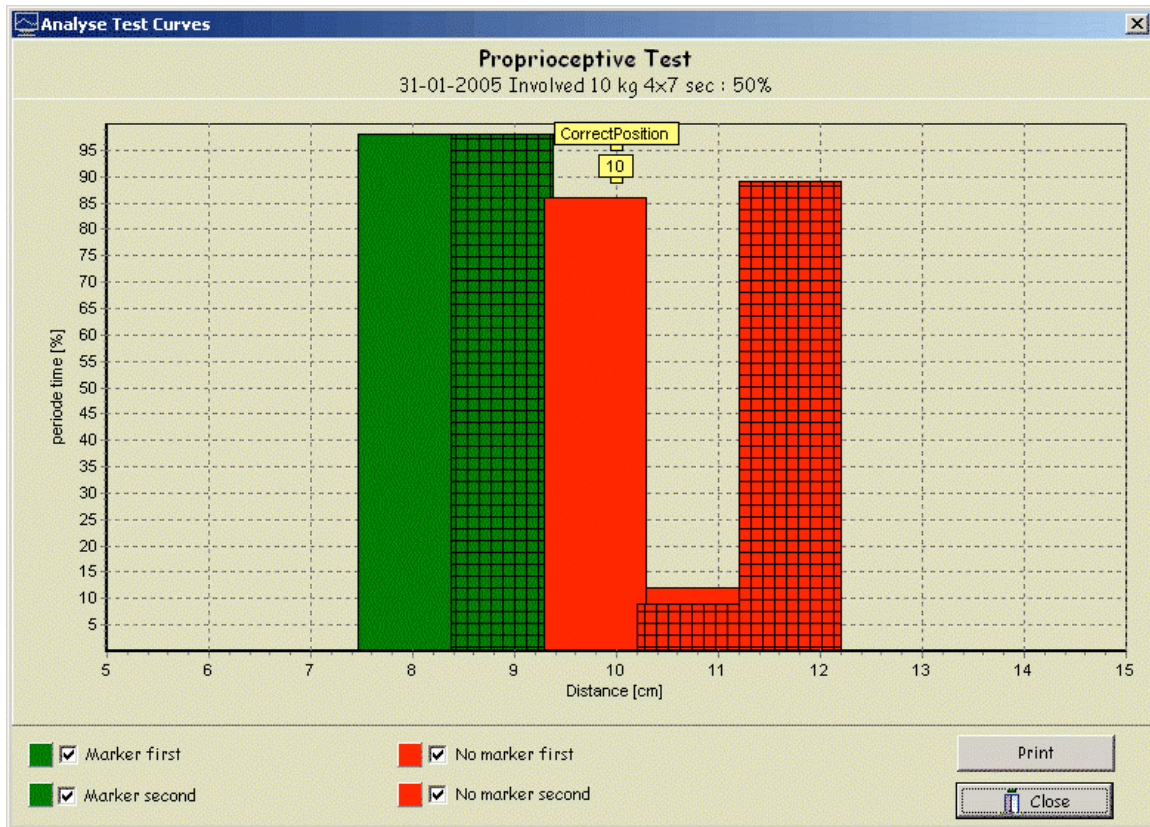 Analyse Test Curves
Proprioceptive Test
31-01-2005 Involved 10 kg 4x7 sec : 50%
CorrectPosition
10
95
90
85
80
75
70
65
60
55
50
45
40
35
30
25
20
15
10
5
periode time [%]
5 6 7 8 9 10 11 12 13 14 15
Distance [cm]
Marker first No marker first Print
Marker second No marker second Close